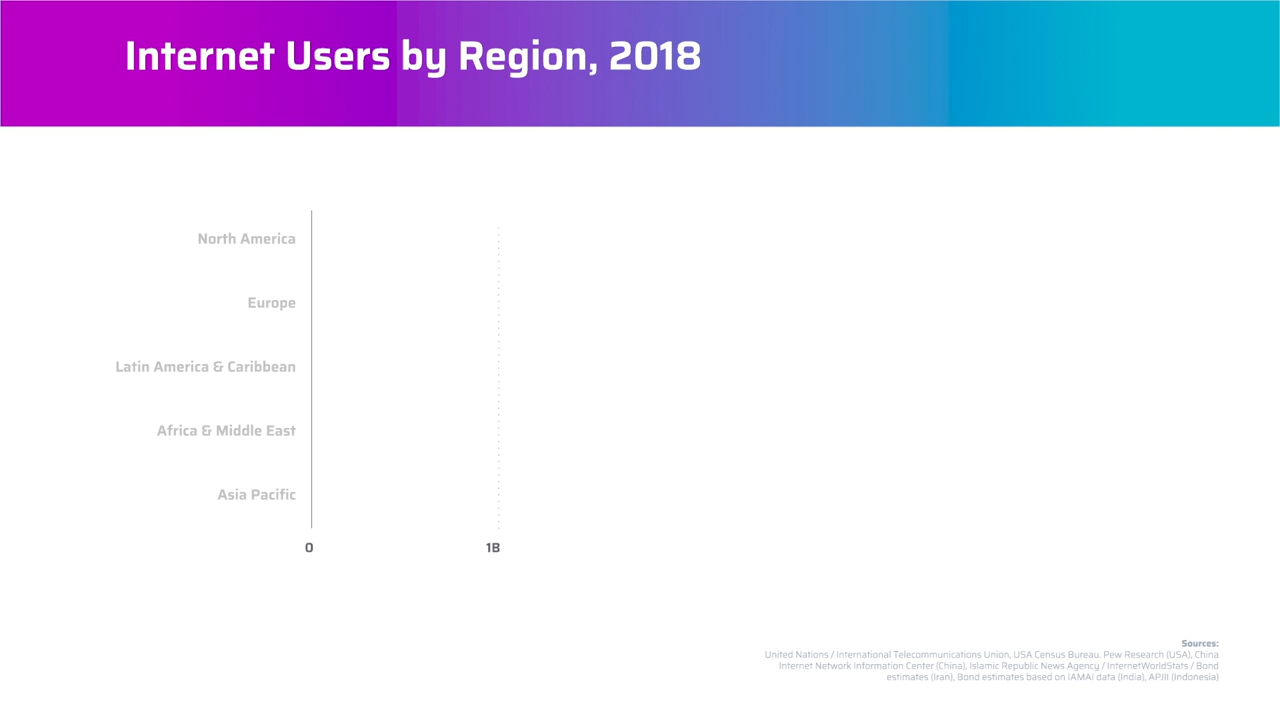 Internet Users by Region, 2018
North America
Europe
Latin America & Caribbean
Africa & Middle East
Asia Pacific
0 1B
Sources:
United Nations / International Telecommunications Union, USA Census Bureau. Pew Research (USA), China
Internet Network Information Center (China), Islamic Republic News Agency / InternetWorldStats / Bond
estimates (Iran), Bond estimates based on IAMAI data (India), APJII (Indonesia)